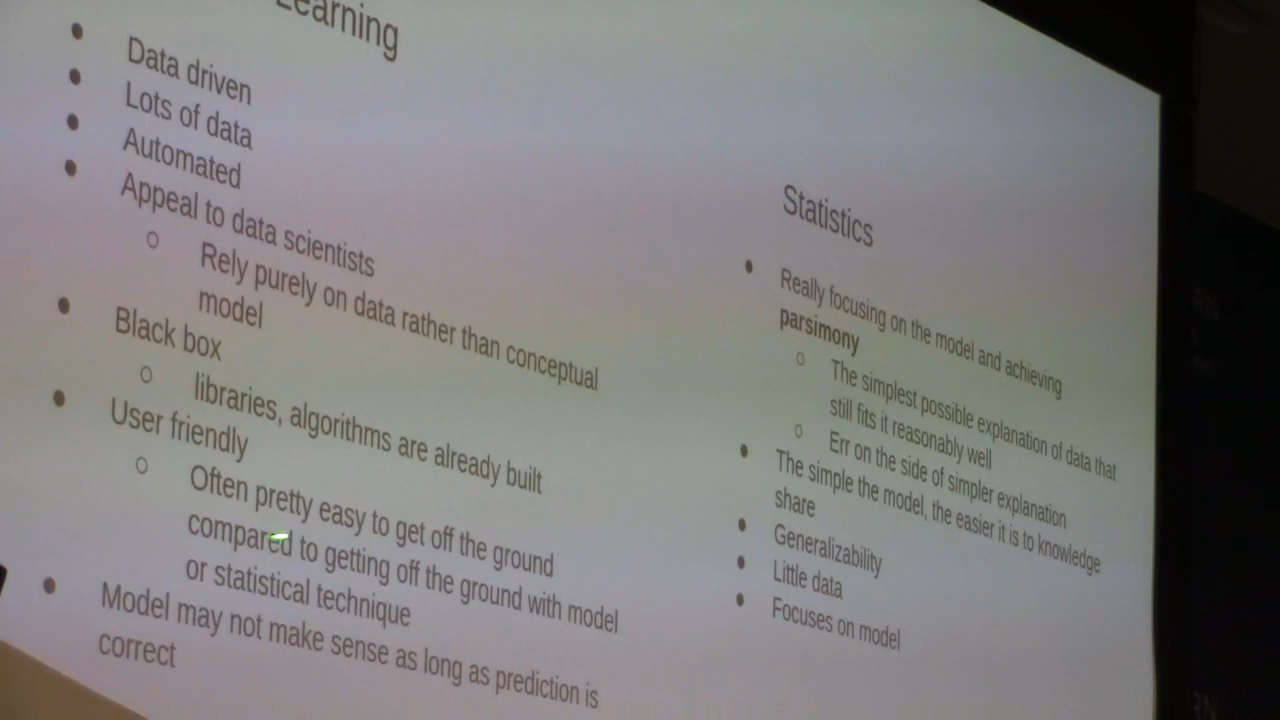 Learning
Data driven
Lots of data
Automated
Appeal to data scientists
Rely purely on data rather than conceptual
model
Black box
libraries, algorithms are already built
User friendly
Often pretty easy to get off the ground
compared to getting off the ground with model
or statistical technique
Model may not make sense as long as prediction is
correct
Statistics
Really focusing on the model and achieving
parsimony
The simplest possible explanation of data that
still fits it reasonably well
Err on the side of simpler explanation
The simple the model, the easier it is to knowledge
share
Generalizability
Little data
Focuses on model